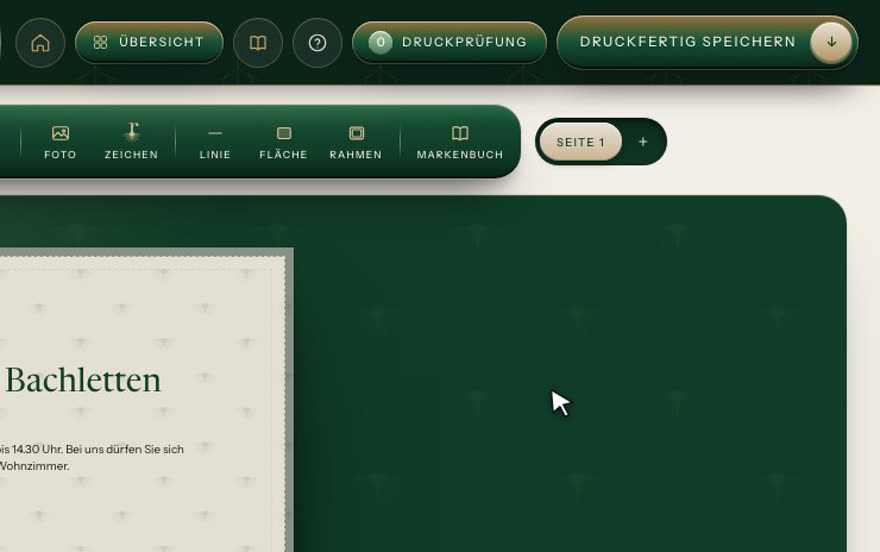 ÜBERSICHT
0 DRUCKPRÜFUNG
DRUCKFERTIG SPEICHERN
FOTO ZEICHEN LINIE FLÄCHE RAHMEN MARKENBUCH
SEITE 1 +
Bachletten
bis 14.30 Uhr. Bei uns dürfen Sie sich
Wohnzimmer.